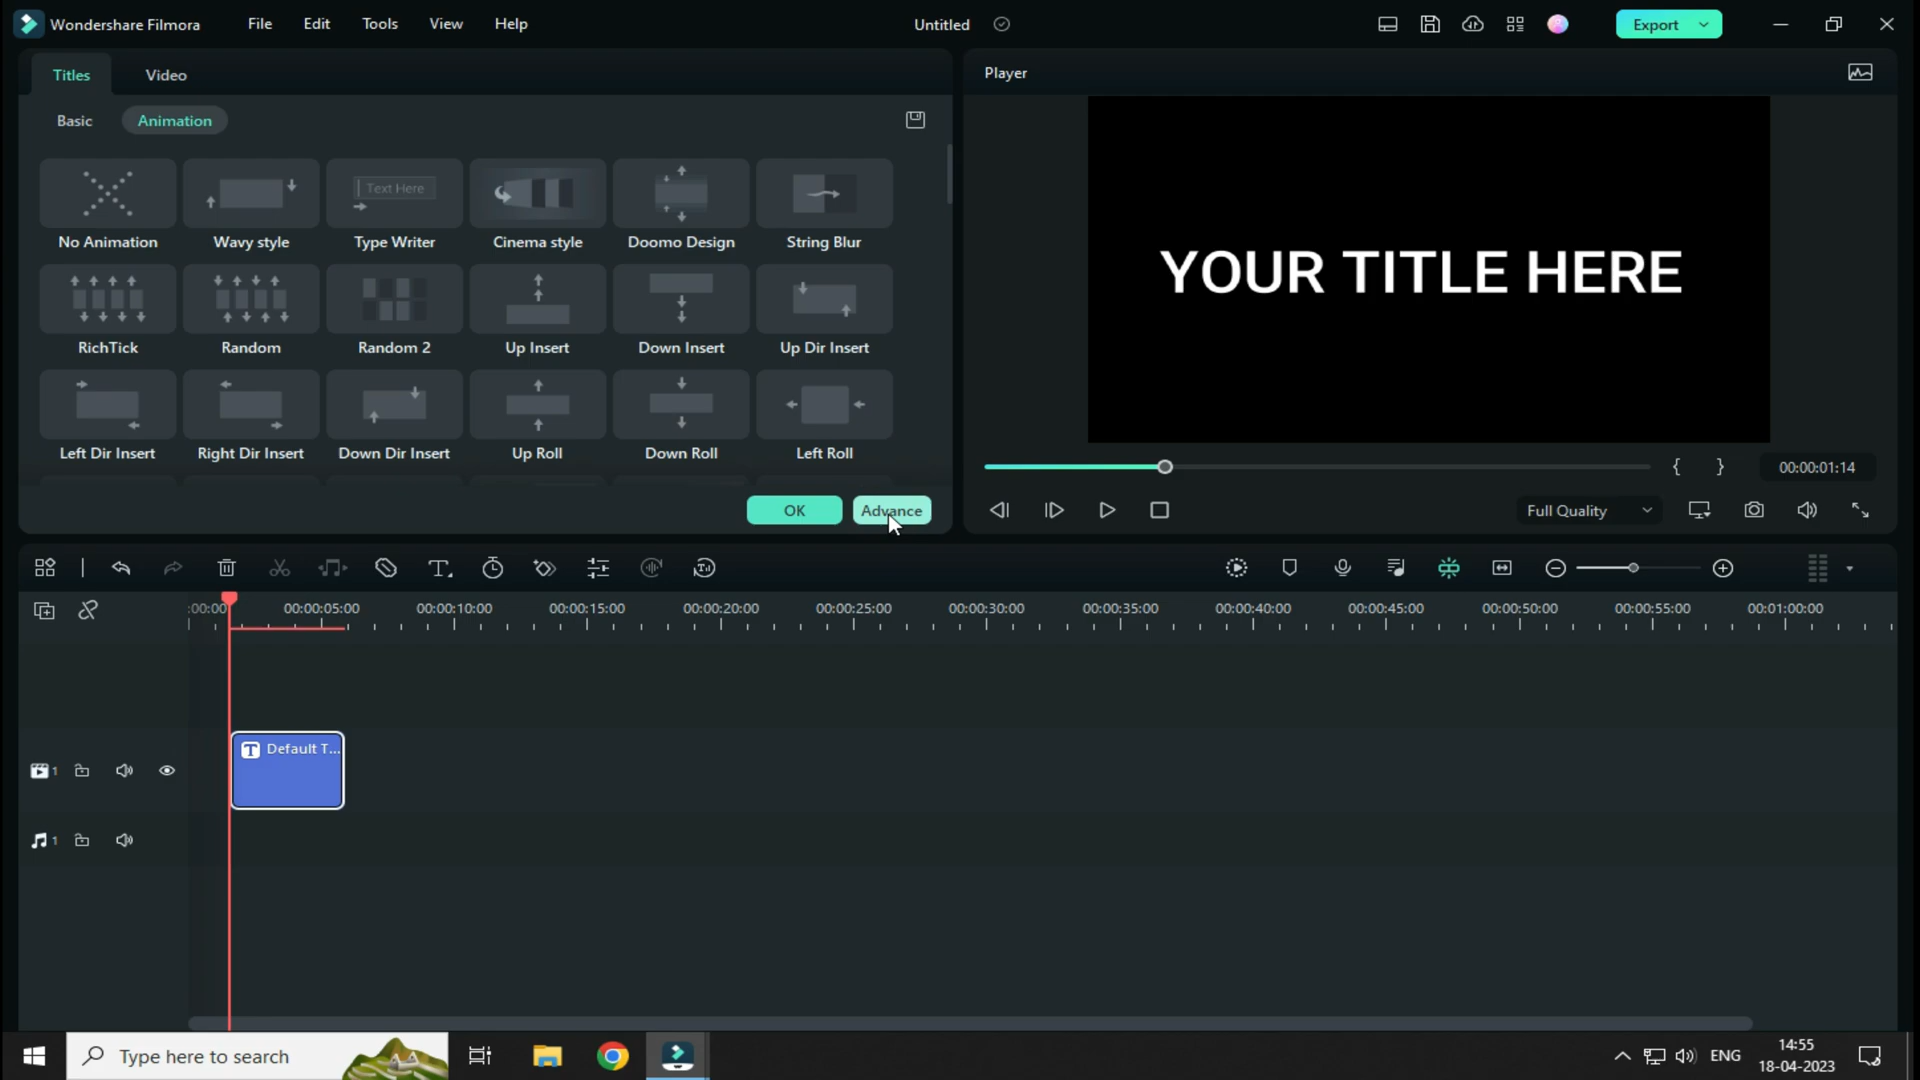 Wondershare Filmora File Edit Tools View Help Untitled Export
Titles Video
Basic Animation
Text Here
No Animation Wavy style Type Writer Cinema style Doomo Design String Blur
RichTick Random Random 2 Up Insert Down Insert Up Dir Insert
Left Dir Insert Right Dir Insert Down Dir Insert Up Roll Down Roll Left Roll
OK Advance
Player
YOUR TITLE HERE
{ } 00:00:01:14
Full Quality
:00:00 00:00:05:00 00:00:10:00 00:00:15:00 00:00:20:00 00:00:25:00 00:00:30:00 00:00:35:00 00:00:40:00 00:00:45:00 00:00:50:00 00:00:55:00 00:01:00:00
T Default T...
1
1
Type here to search
ENG
14:55
18-04-2023